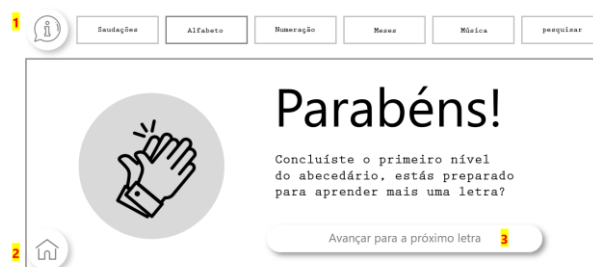 1
Saudações
Alfabeto
Numeração
Meses
Música
pesquisar
Parabéns!
Concluíste o primeiro nível
do abecedário, estás preparado
para aprender mais uma letra?
Avançar para a próximo letra 3
2